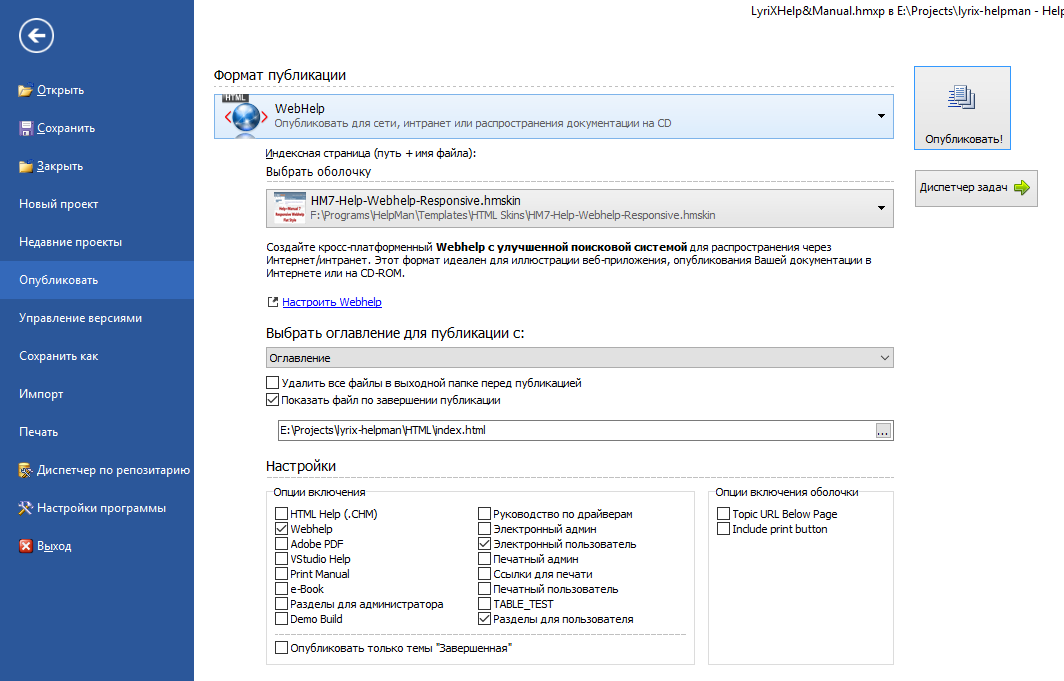 LyriXHelp&Manual.hmxp в E:\Projects\lyrix-helpman - Help
Открыть
Сохранить
Закрыть
Новый проект
Недавние проекты
Опубликовать
Управление версиями
Сохранить как
Импорт
Печать
Диспетчер по репозитарию
Настройки программы
Выход
Формат публикации
HTML
WebHelp
Опубликовать для сети, интранет или распространения документации на CD
Индексная страница (путь + имя файла):
Выбрать оболочку
HM7-Help-Webhelp-Responsive.hmskin
F:\Programs\HelpMan\Templates\HTML Skins\HM7-Help-Webhelp-Responsive.hmskin
Создайте кросс-платформенный Webhelp с улучшенной поисковой системой для распространения через
Интернет/интранет. Этот формат идеален для иллюстрации веб-приложения, опубликования Вашей документации в
Интернете или на CD-ROM.
Настроить Webhelp
Выбрать оглавление для публикации с:
Оглавление
Удалить все файлы в выходной папке перед публикацией
Показать файл по завершении публикации
E:\Projects\lyrix-helpman\HTML\index.html
...
Настройки
Опции включения
HTML Help (.CHM)
Webhelp
Adobe PDF
VStudio Help
Print Manual
e-Book
Разделы для администратора
Demo Build
Руководство по драйверам
Электронный админ
Электронный пользователь
Печатный админ
Ссылки для печати
Печатный пользователь
TABLE_TEST
Разделы для пользователя
Опубликовать только темы "Завершенная"
Опции включения оболочки
Topic URL Below Page
Include print button
Опубликовать!
Диспетчер задач